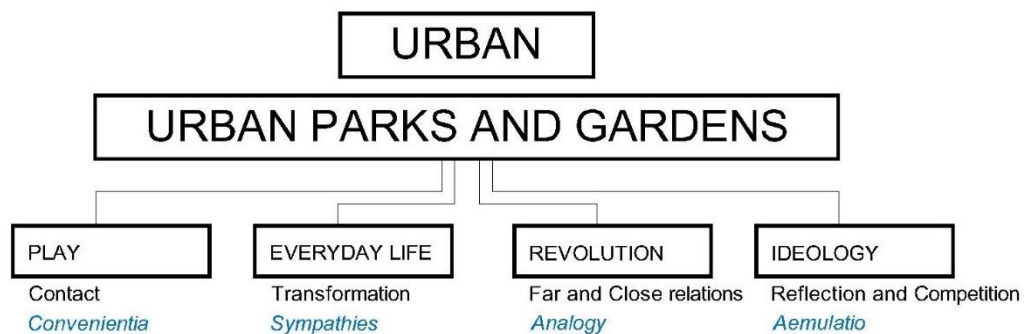 URBAN
URBAN PARKS AND GARDENS
PLAY
Contact
Convenientia
EVERYDAY LIFE
Transformation
Sympathies
REVOLUTION
Far and Close relations
Analogy
IDEOLOGY
Reflection and Competition
Aemulatio